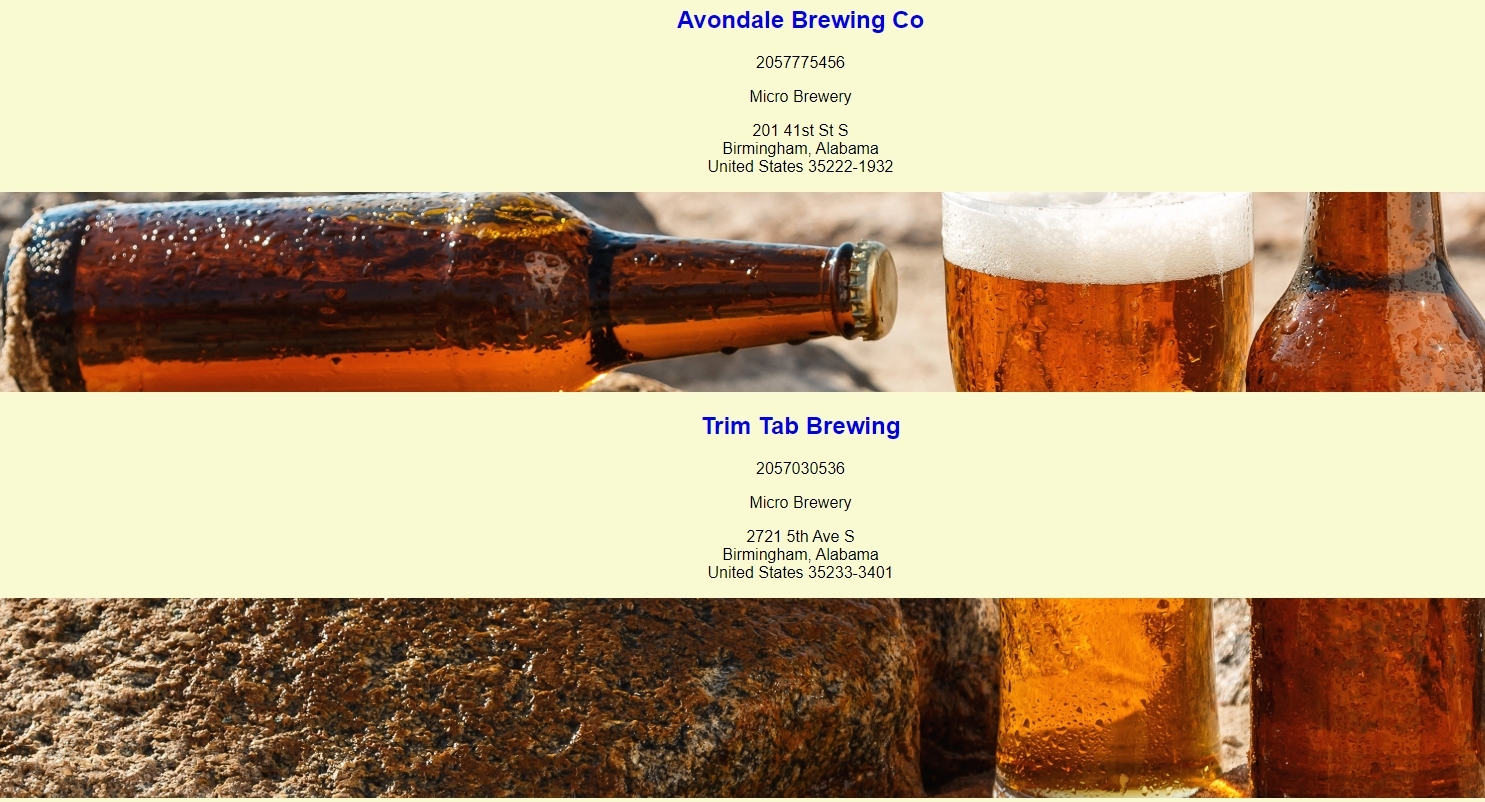 Avondale Brewing Co
2057775456
Micro Brewery
201 41st St S
Birmingham, Alabama
United States 35222-1932
Trim Tab Brewing
2057030536
Micro Brewery
2721 5th Ave S
Birmingham, Alabama
United States 35233-3401